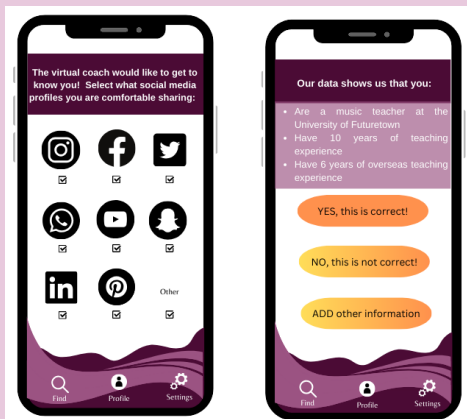 The virtual coach would like to get to
know you! Select what social media
profiles you are comfortable sharing:
in
Other
Find
Profile
Settings
Our data shows us that you:
• Are a music teacher at the
University of Futuretown
• Have 10 years of teaching
experience
• Have 6 years of overseas teaching
experience
YES, this is correct!
NO, this is not correct!
ADD other information
Find
Profile
Settings